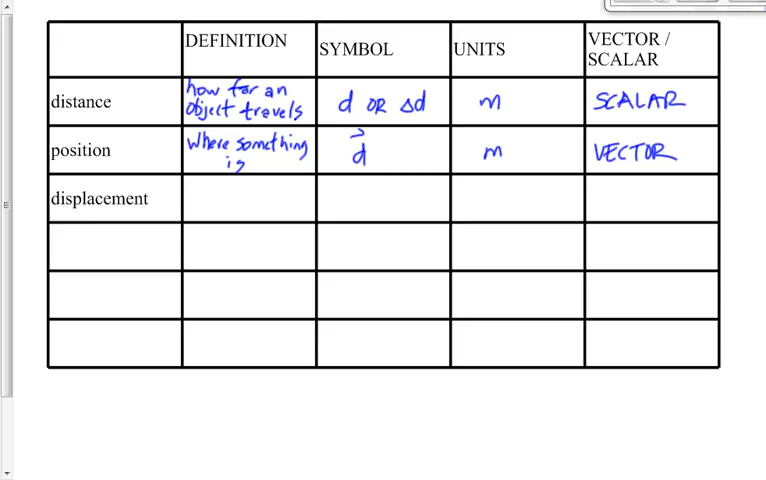 DEFINITION SYMBOL UNITS VECTOR /
SCALAR
distance how far an
object travels d OR Δd m SCALAR
position where something
is d⃗ m VECTOR
displacement